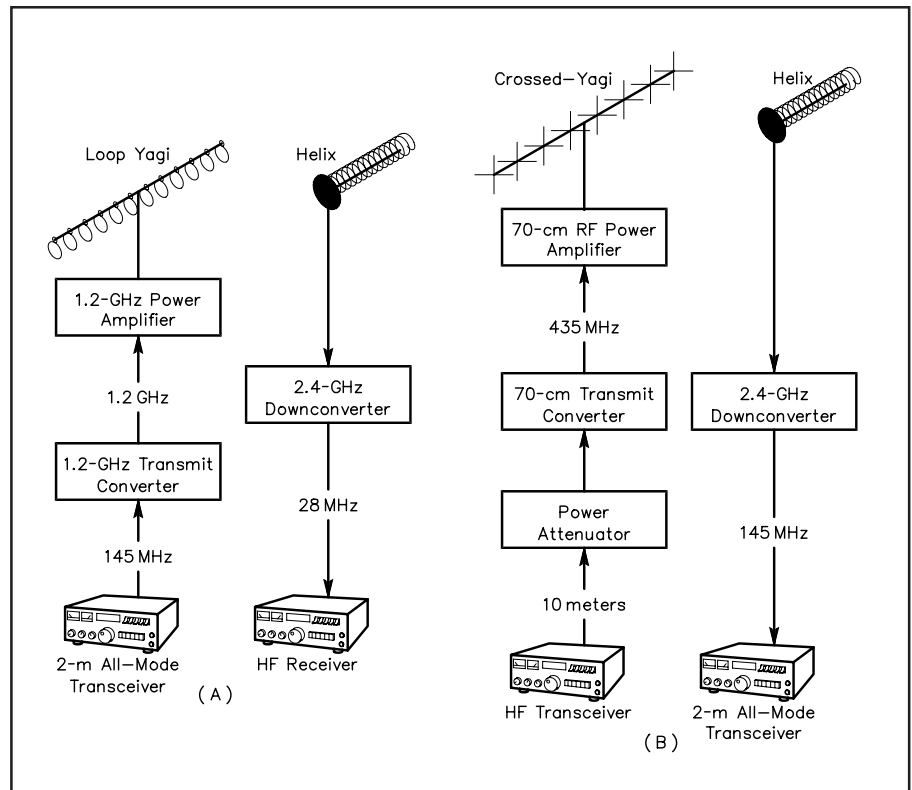 Loop Yagi
Helix
1.2-GHz Power
Amplifier
1.2 GHz
1.2-GHz Transmit
Converter
145 MHz
2-m All-Mode
Transceiver
2.4-GHz
Downconverter
28 MHz
HF Receiver
(A)
Crossed-Yagi
Helix
70-cm RF Power
Amplifier
435 MHz
70-cm Transmit
Converter
Power
Attenuator
10 meters
HF Transceiver
2.4-GHz
Downconverter
145 MHz
2-m All-Mode
Transceiver
(B)